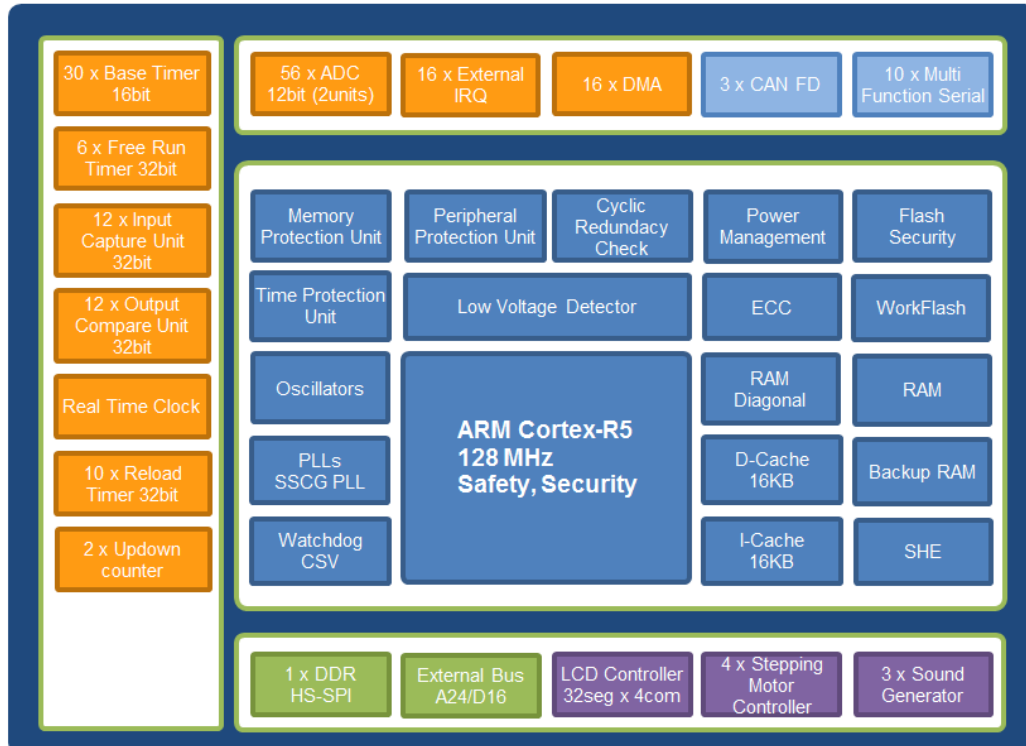 30 x Base Timer
16bit
6 x Free Run
Timer 32bit
12 x Input
Capture Unit
32bit
12 x Output
Compare Unit
32bit
Real Time Clock
10 x Reload
Timer 32bit
2 x Updown
counter
56 x ADC
12bit (2units)
16 x External
IRQ
16 x DMA
3 x CAN FD
10 x Multi
Function Serial
Memory
Protection Unit
Peripheral
Protection Unit
Cyclic
Redundacy
Check
Power
Management
Flash
Security
Time Protection
Unit
Low Voltage Detector
ECC
WorkFlash
Oscillators
ARM Cortex-R5
128 MHz
Safety, Security
RAM
Diagonal
RAM
PLLs
SSCG PLL
D-Cache
16KB
Backup RAM
Watchdog
CSV
I-Cache
16KB
SHE
1 x DDR
HS-SPI
External Bus
A24/D16
LCD Controller
32seg x 4com
4 x Stepping
Motor
Controller
3 x Sound
Generator